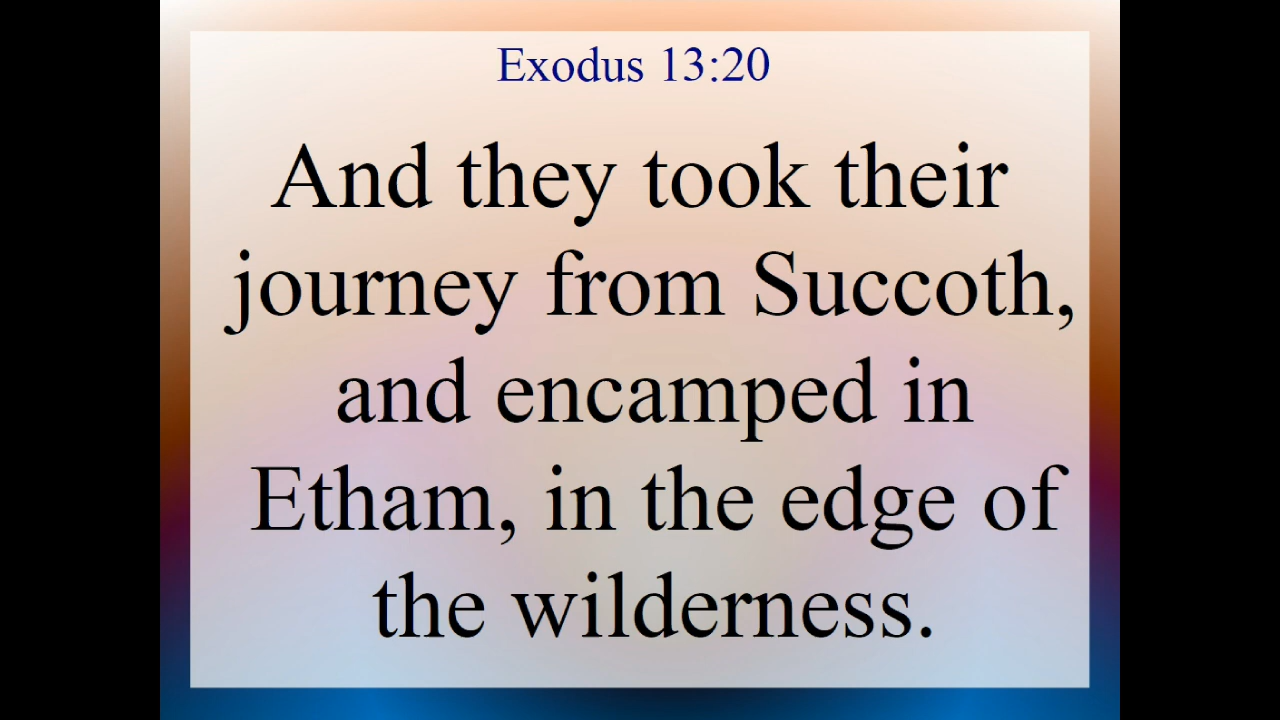 Exodus 13:20
And they took their
journey from Succoth,
and encamped in
Etham, in the edge of
the wilderness.